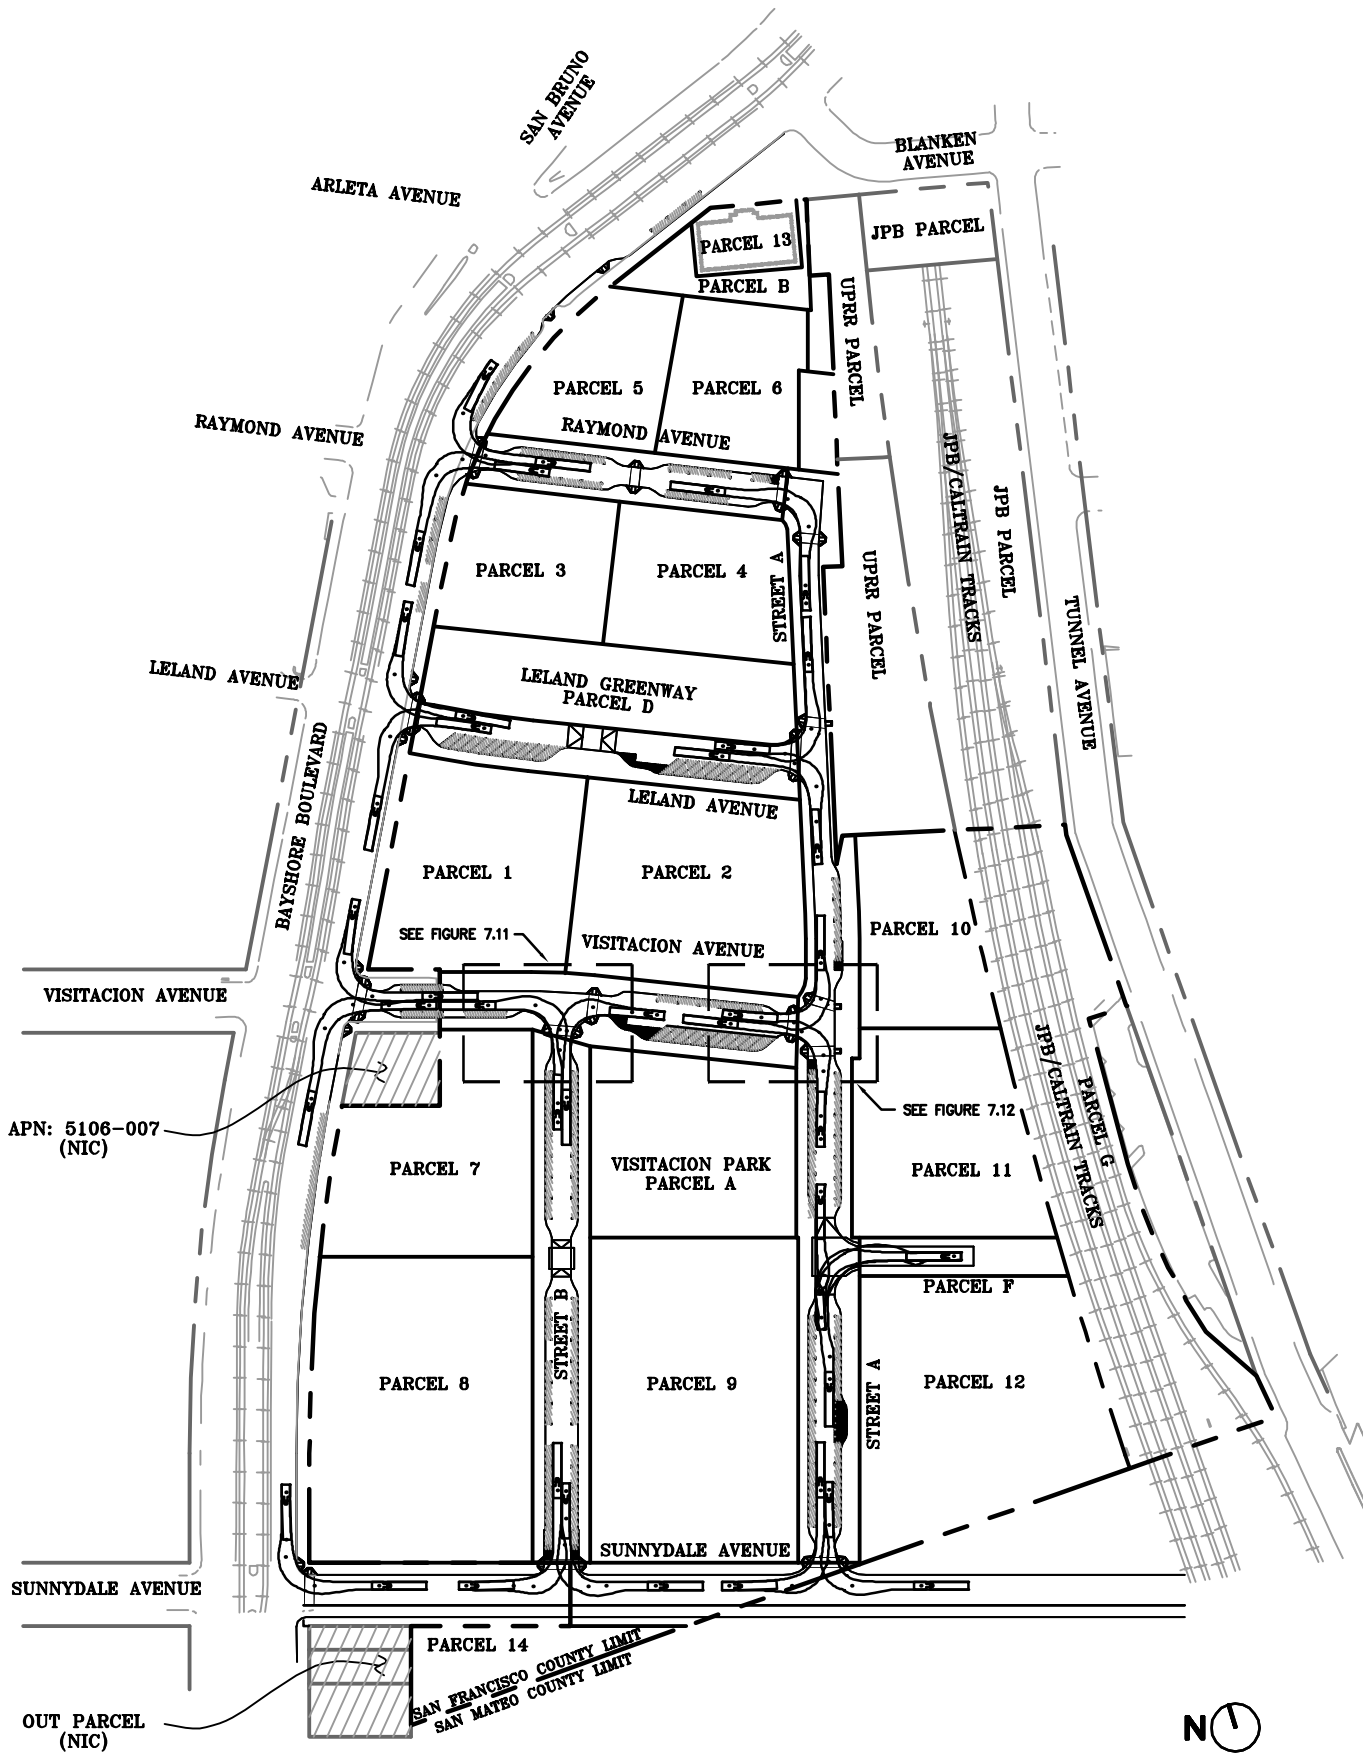 SAN BRUNO
AVENUE
BLANKEN
AVENUE
ARLETA AVENUE
JPB PARCEL
PARCEL 13
PARCEL B
UPRR PARCEL
PARCEL 5
PARCEL 6
RAYMOND AVENUE
RAYMOND AVENUE
JPB/CALTRAIN TRACKS
JPB PARCEL
PARCEL 3
PARCEL 4
STREET A
UPRR PARCEL
TUNNEL AVENUE
LELAND AVENUE
LELAND GREENWAY
PARCEL D
BAYSHORE BOULEVARD
LELAND AVENUE
PARCEL 1
PARCEL 2
SEE FIGURE 7.11
VISITACION AVENUE
PARCEL 10
VISITACION AVENUE
JPB/CALTRAIN TRACKS
PARCEL G
SEE FIGURE 7.12
APN: 5106-007
(NIC)
PARCEL 7
VISITACION PARK
PARCEL A
PARCEL 11
PARCEL F
STREET B
PARCEL 8
PARCEL 9
STREET A
PARCEL 12
SUNNYDALE AVENUE
SUNNYDALE AVENUE
PARCEL 14
SAN FRANCISCO COUNTY LIMIT
SAN MATEO COUNTY LIMIT
OUT PARCEL
(NIC)
N